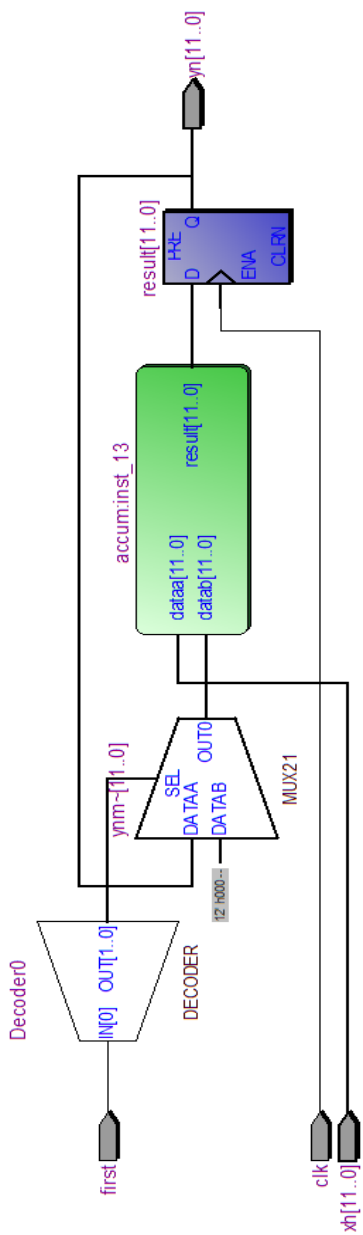 Decoder0
IN[0]
OUT[1..0]
DECODER
first
ynm~[11..0]
SEL
DATAA
DATAB
OUT0
MUX21
12' h000 --
accum:inst_13
dataa[11..0]
datab[11..0]
result[11..0]
result[11..0]
PRE
D
Q
ENA
CLRN
yn[11..0]
clk
xh[11..0]